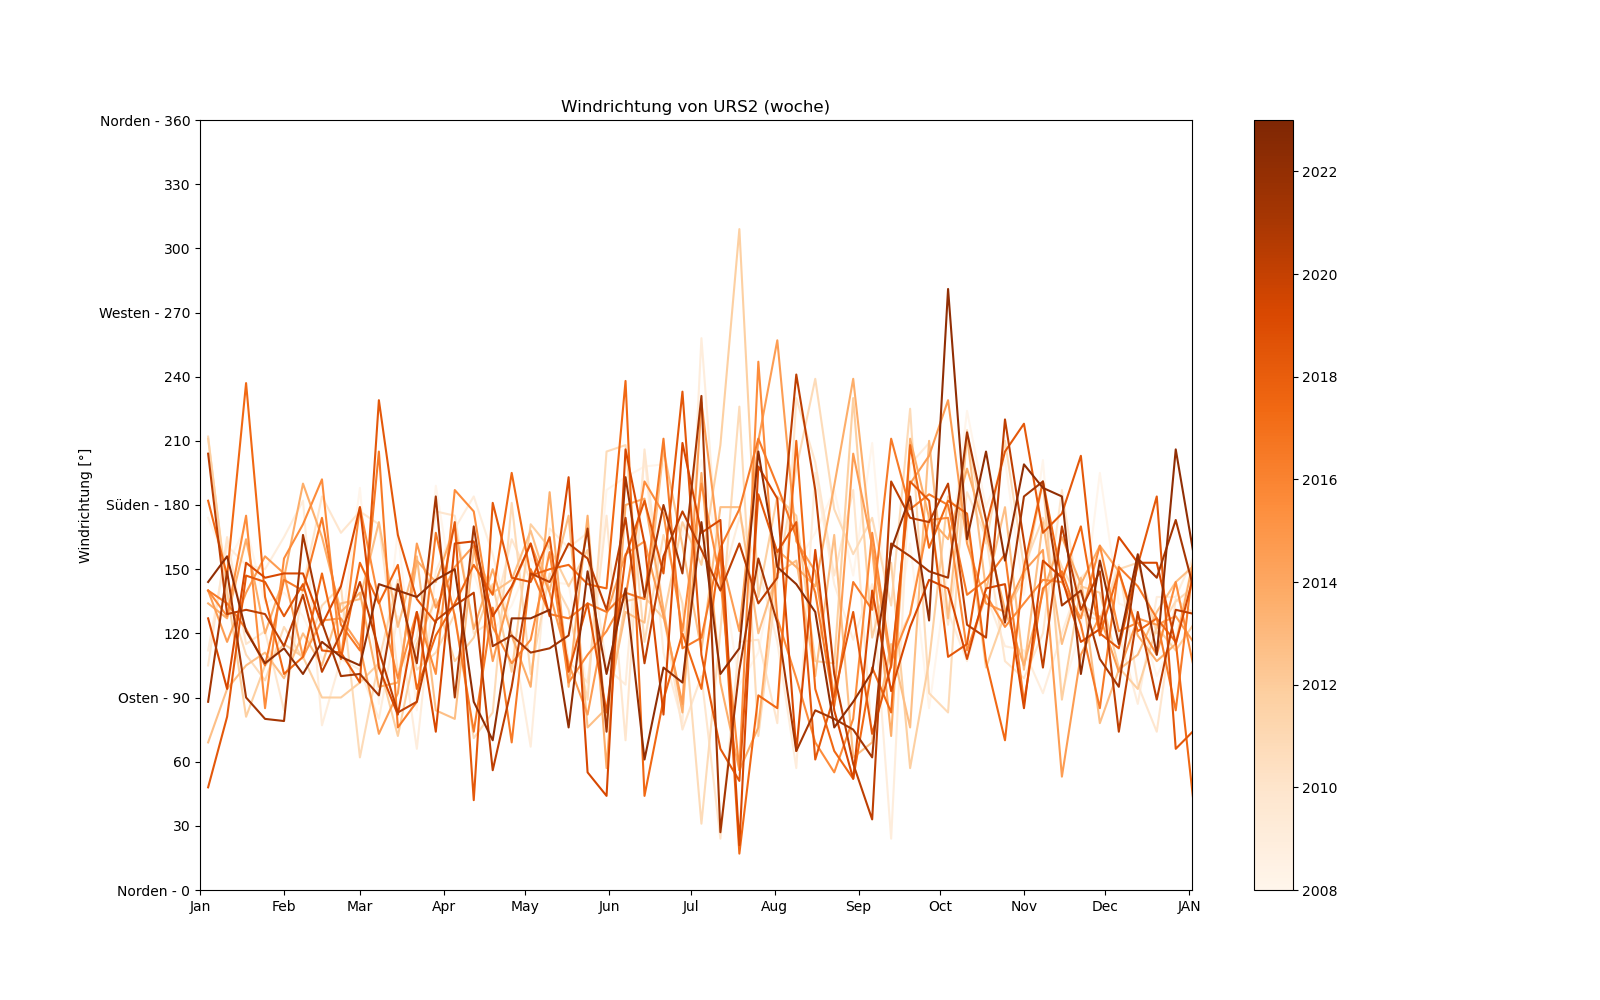 Windrichtung von URS2 (woche)
Norden - 360
330
300
Westen - 270
240
210
Süden - 180
150
120
Osten - 90
60
30
Norden - 0
Windrichtung [°]
Jan Feb Mar Apr May Jun Jul Aug Sep Oct Nov Dec JAN
2022
2020
2018
2016
2014
2012
2010
2008